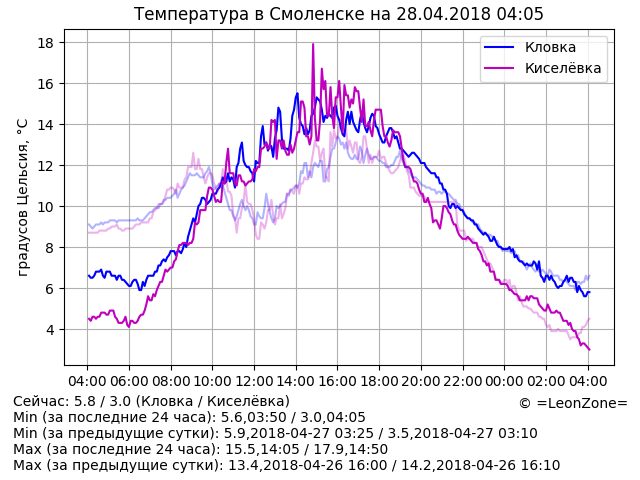 Температура в Смоленске на 28.04.2018 04:05
Кловка
Киселёвка
градусов Цельсия, °C
18
16
14
12
10
8
6
4
04:00 06:00 08:00 10:00 12:00 14:00 16:00 18:00 20:00 22:00 00:00 02:00 04:00
Сейчас: 5.8 / 3.0 (Кловка / Киселёвка)
© =LeonZone=
Min (за последние 24 часа): 5.6,03:50 / 3.0,04:05
Min (за предыдущие сутки): 5.9,2018-04-27 03:25 / 3.5,2018-04-27 03:10
Max (за последние 24 часа): 15.5,14:05 / 17.9,14:50
Max (за предыдущие сутки): 13.4,2018-04-26 16:00 / 14.2,2018-04-26 16:10